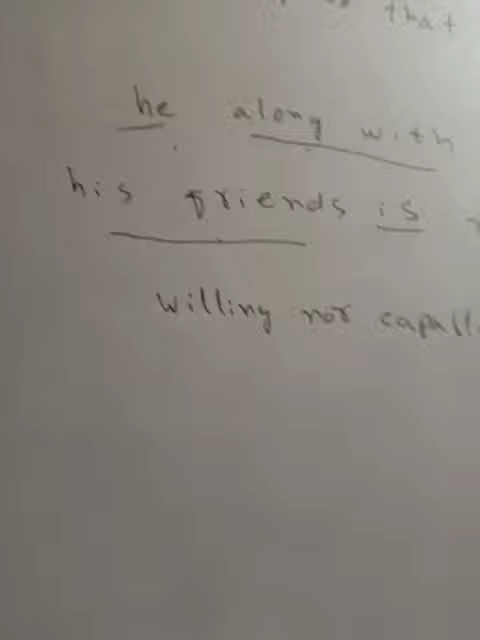 that
he along with
his friends is
willing nor